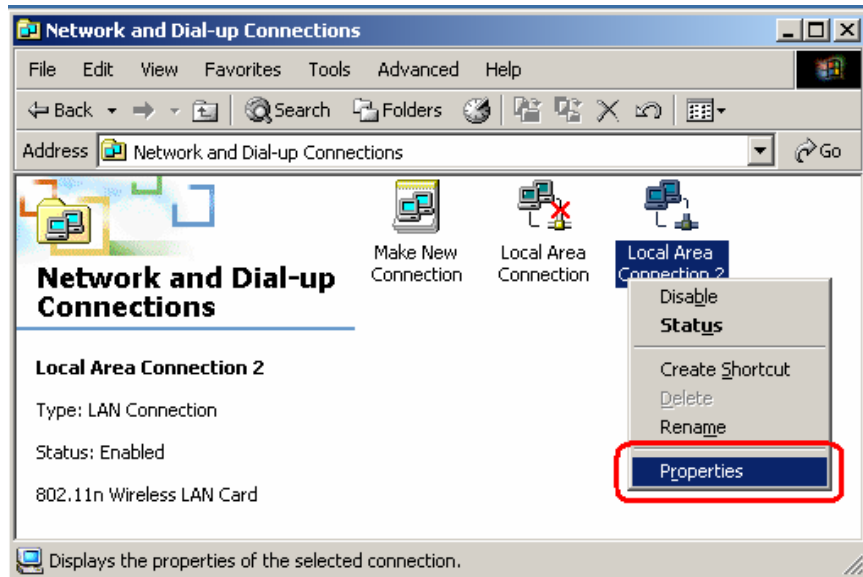 Network and Dial-up Connections
File Edit View Favorites Tools Advanced Help
Back Search Folders
Address Network and Dial-up Connections Go
Make New
Connection
Local Area
Connection
Local Area
Connection 2
Network and Dial-up
Connections
Local Area Connection 2
Type: LAN Connection
Status: Enabled
802.11n Wireless LAN Card
Disable
Status
Create Shortcut
Delete
Rename
Properties
Displays the properties of the selected connection.